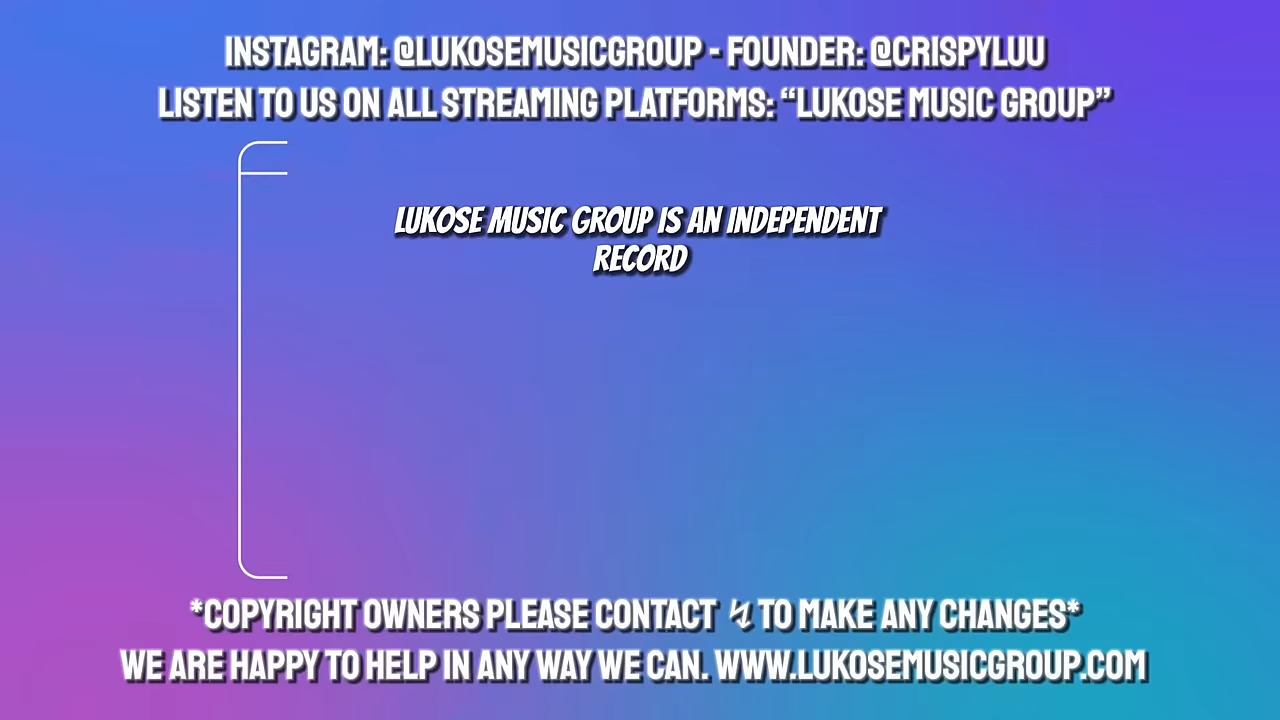 INSTAGRAM: @LUKOSEMUSICGROUP - FOUNDER: @CRISPYLUU
LISTEN TO US ON ALL STREAMING PLATFORMS: “LUKOSE MUSIC GROUP”
LUKOSE MUSIC GROUP IS AN INDEPENDENT
RECORD
*COPYRIGHT OWNERS PLEASE CONTACT ↯ TO MAKE ANY CHANGES*
WE ARE HAPPY TO HELP IN ANY WAY WE CAN. WWW.LUKOSEMUSICGROUP.COM